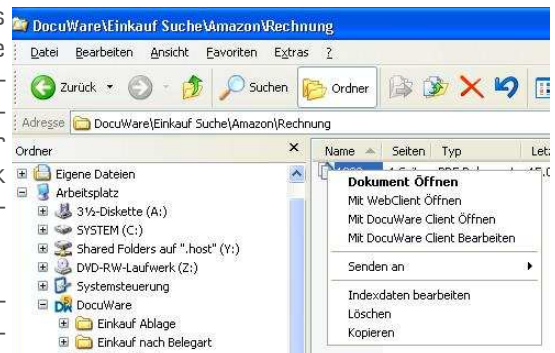 DocuWare\Einkauf Suche\Amazon\Rechnung
Datei Bearbeiten Ansicht Favoriten Extras ?
Zurück Suchen Ordner
Adresse DocuWare\Einkauf Suche\Amazon\Rechnung
Ordner x Name Seiten Typ Letz
Eigene Dateien
Arbeitsplatz
3½-Diskette (A:)
SYSTEM (C:)
Shared Folders auf ".host" (Y:)
DVD-RW-Laufwerk (Z:)
Systemsteuerung
DocuWare
Einkauf Ablage
Einkauf nach Belegart
Dokument Öffnen
Mit WebClient Öffnen
Mit DocuWare Client Öffnen
Mit DocuWare Client Bearbeiten
Senden an
Indexdaten bearbeiten
Löschen
Kopieren